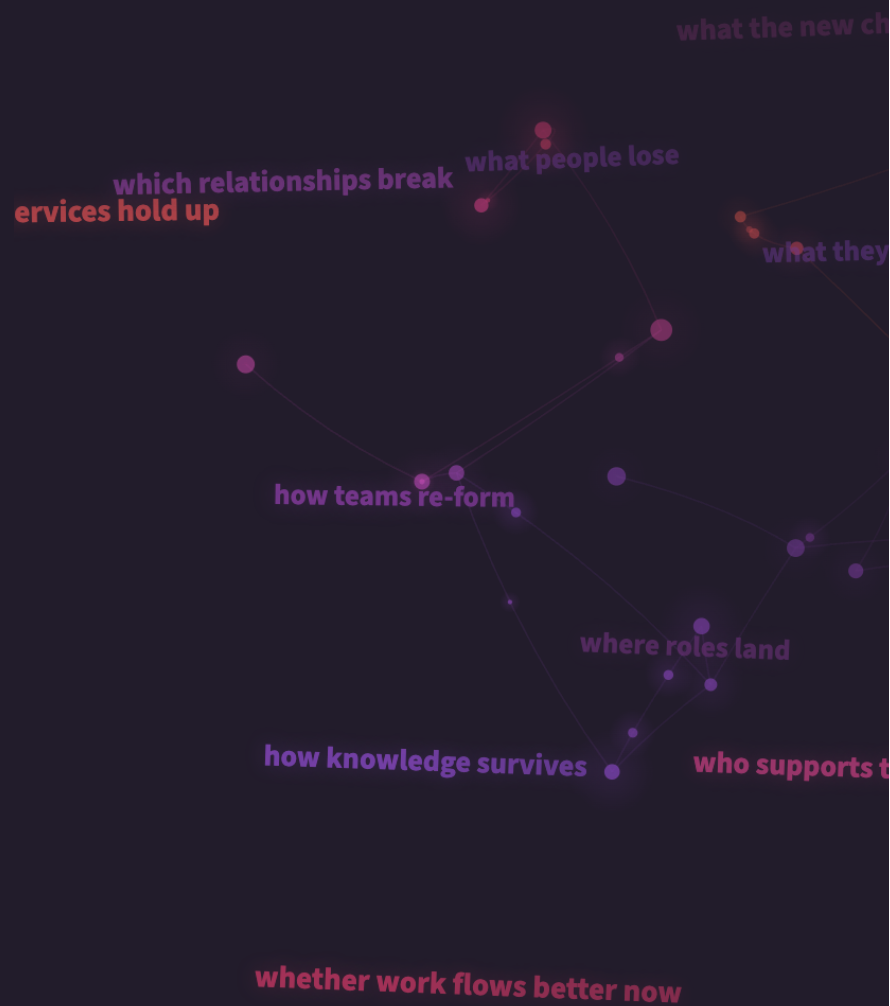 what the new ch
what people lose
which relationships break
ervices hold up
what they
how teams re-form
where roles land
how knowledge survives
who supports t
whether work flows better now